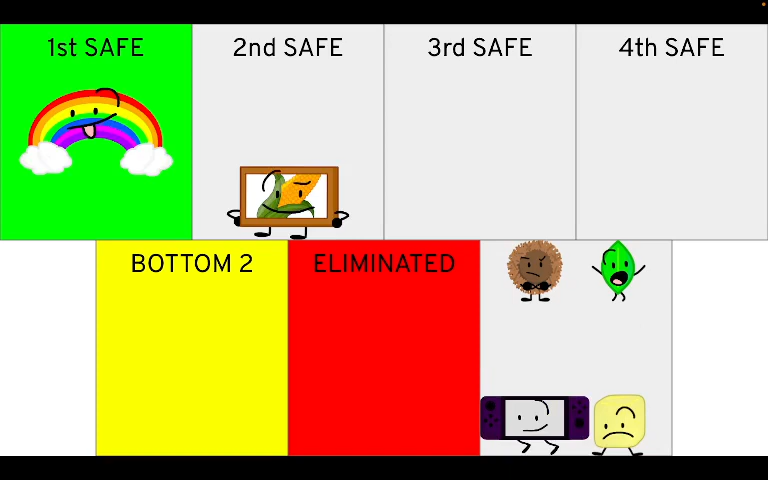 1st SAFE
2nd SAFE
3rd SAFE
4th SAFE
BOTTOM 2
ELIMINATED